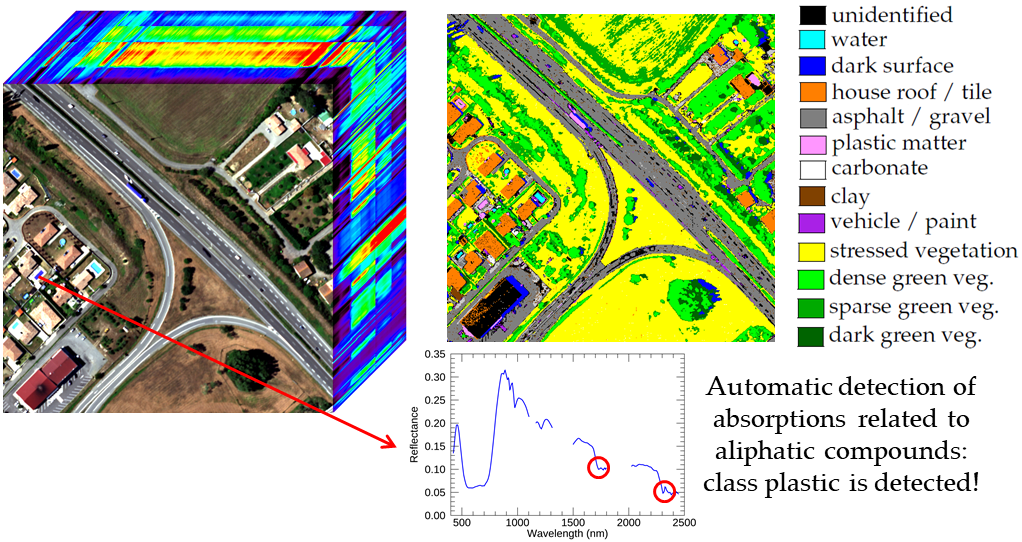 unidentified
water
dark surface
house roof / tile
asphalt / gravel
plastic matter
carbonate
clay
vehicle / paint
stressed vegetation
dense green veg.
sparse green veg.
dark green veg.
0.35
0.30
0.25
0.20
0.15
0.10
0.05
0.00
Reflectance
500 1000 1500 2000 2500
Wavelength (nm)
Automatic detection of
absorptions related to
aliphatic compounds:
class plastic is detected!